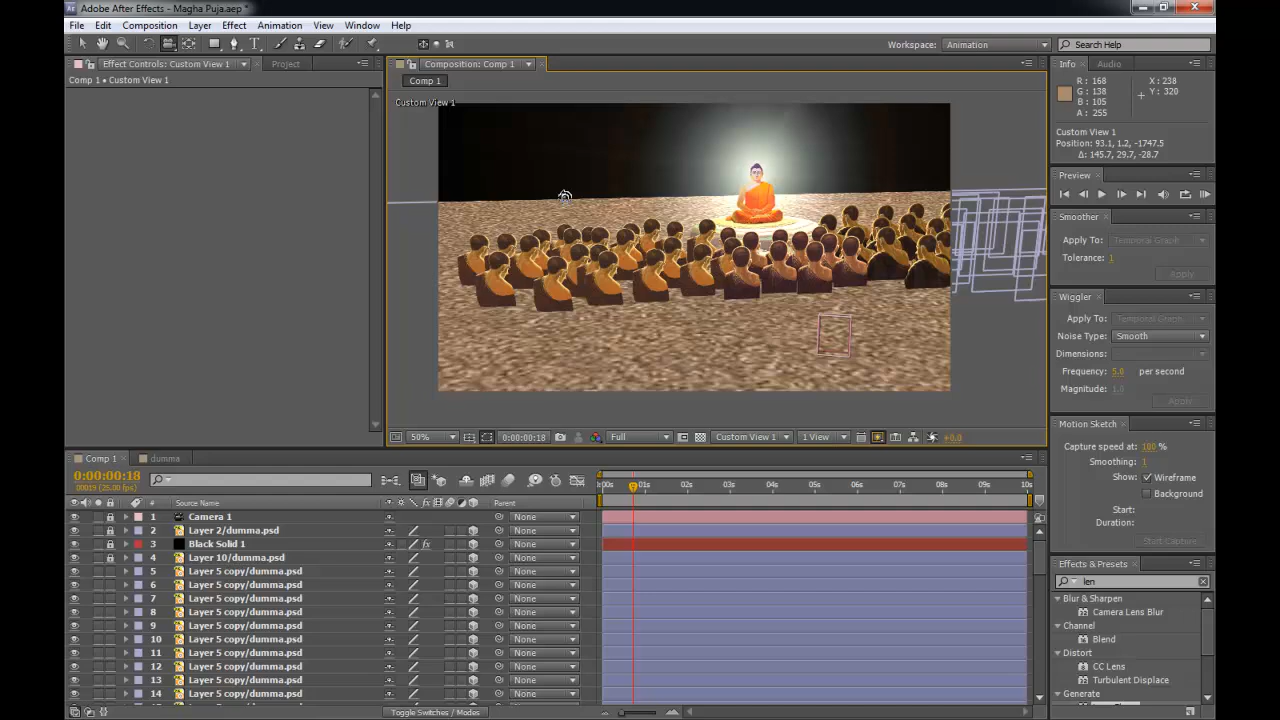 Adobe After Effects - Magha Puja.aep *
File Edit Composition Layer Effect Animation View Window Help
Workspace: Animation
Search Help
Effect Controls: Custom View 1
Project
Comp 1 • Custom View 1
Composition: Comp 1
Comp 1
Custom View 1
Info
Audio
R : 168
G : 138
B : 105
A : 255
X : 238
Y : 320
Custom View 1
Position: 93.1, 1.2, -1747.5
Δ: 145.7, 29.7, -28.7
Preview
Smoother
Apply To: Temporal Graph
Tolerance: 1
Apply
Wiggler
Apply To: Temporal Graph
Noise Type: Smooth
Dimensions:
Frequency: 5.0 per second
Magnitude: 1.0
Apply
Motion Sketch
Capture speed at: 100 %
Smoothing: 1
Show: Wireframe
Background
Start:
Duration:
Start Capture
Effects & Presets
len
Blur & Sharpen
Camera Lens Blur
Channel
Blend
Distort
CC Lens
Turbulent Displace
Generate
50%
0:00:00:18
Full
Custom View 1
1 View
+0.0
Comp 1
dumma
0:00:00:18
00018 (25.00 fps)
:00s 01s 02s 03s 04s 05s 06s 07s 08s 09s 10s
# Source Name
Parent
1 Camera 1 None
2 Layer 2/dumma.psd None
3 Black Solid 1 fx None
4 Layer 10/dumma.psd None
5 Layer 5 copy/dumma.psd None
6 Layer 5 copy/dumma.psd None
7 Layer 5 copy/dumma.psd None
8 Layer 5 copy/dumma.psd None
9 Layer 5 copy/dumma.psd None
10 Layer 5 copy/dumma.psd None
11 Layer 5 copy/dumma.psd None
12 Layer 5 copy/dumma.psd None
13 Layer 5 copy/dumma.psd None
14 Layer 5 copy/dumma.psd None
Toggle Switches / Modes